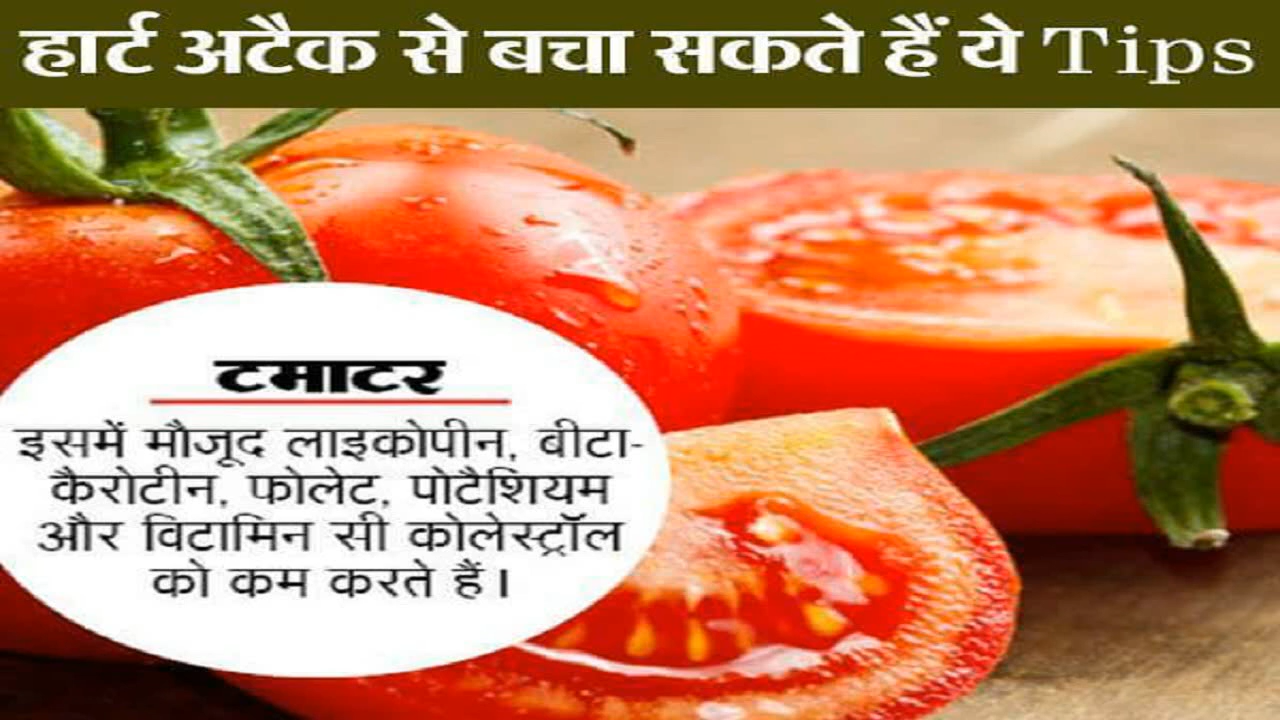 हार्ट अटैक से बचा सकते हैं ये Tips
टमाटर
इसमें मौजूद लाइकोपीन, बीटा-
कैरोटीन, फोलेट, पोटैशियम
और विटामिन सी कोलेस्ट्रॉल
को कम करते हैं।